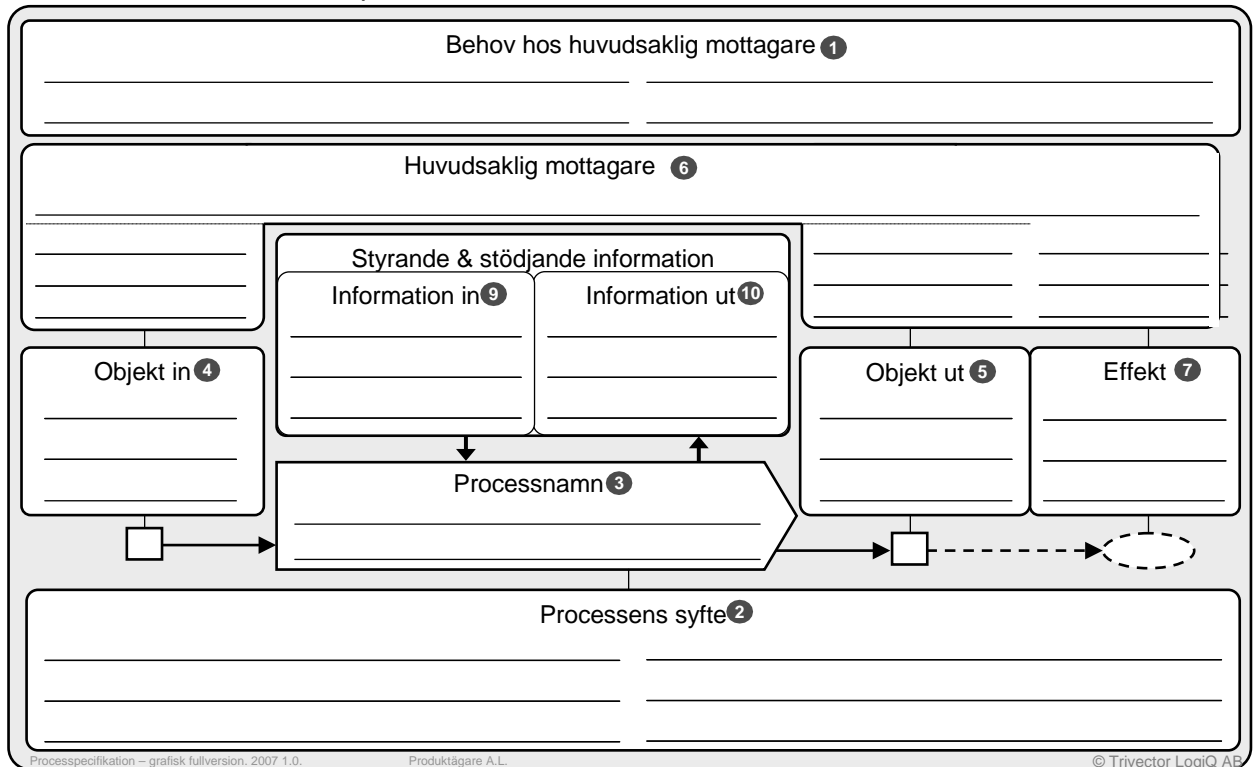 Behov hos huvudsaklig mottagare 1
Huvudsaklig mottagare 6
Styrande & stödjande information
Information in 9
Information ut 10
Objekt in 4
Objekt ut 5
Effekt 7
Processnamn 3
Processens syfte 2
Processpecifikation – grafisk fullversion. 2007 1.0. Produktägare A.L. © Trivector LogiQ AB